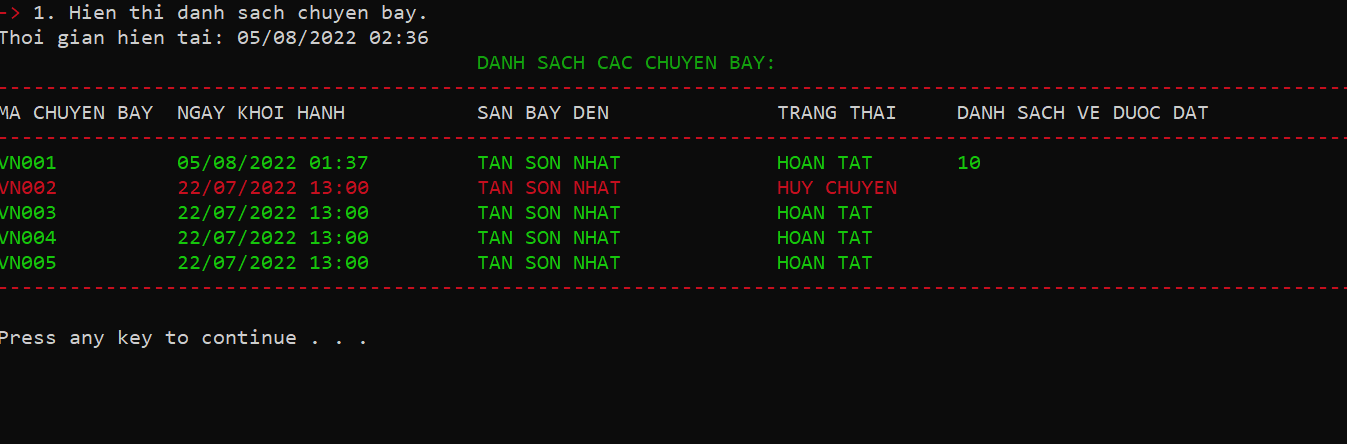 -> 1. Hien thi danh sach chuyen bay.
Thoi gian hien tai: 05/08/2022 02:36
DANH SACH CAC CHUYEN BAY:
MA CHUYEN BAY NGAY KHOI HANH SAN BAY DEN TRANG THAI DANH SACH VE DUOC DAT
VN001 05/08/2022 01:37 TAN SON NHAT HOAN TAT 10
VN002 22/07/2022 13:00 TAN SON NHAT HUY CHUYEN
VN003 22/07/2022 13:00 TAN SON NHAT HOAN TAT
VN004 22/07/2022 13:00 TAN SON NHAT HOAN TAT
VN005 22/07/2022 13:00 TAN SON NHAT HOAN TAT
Press any key to continue . . .